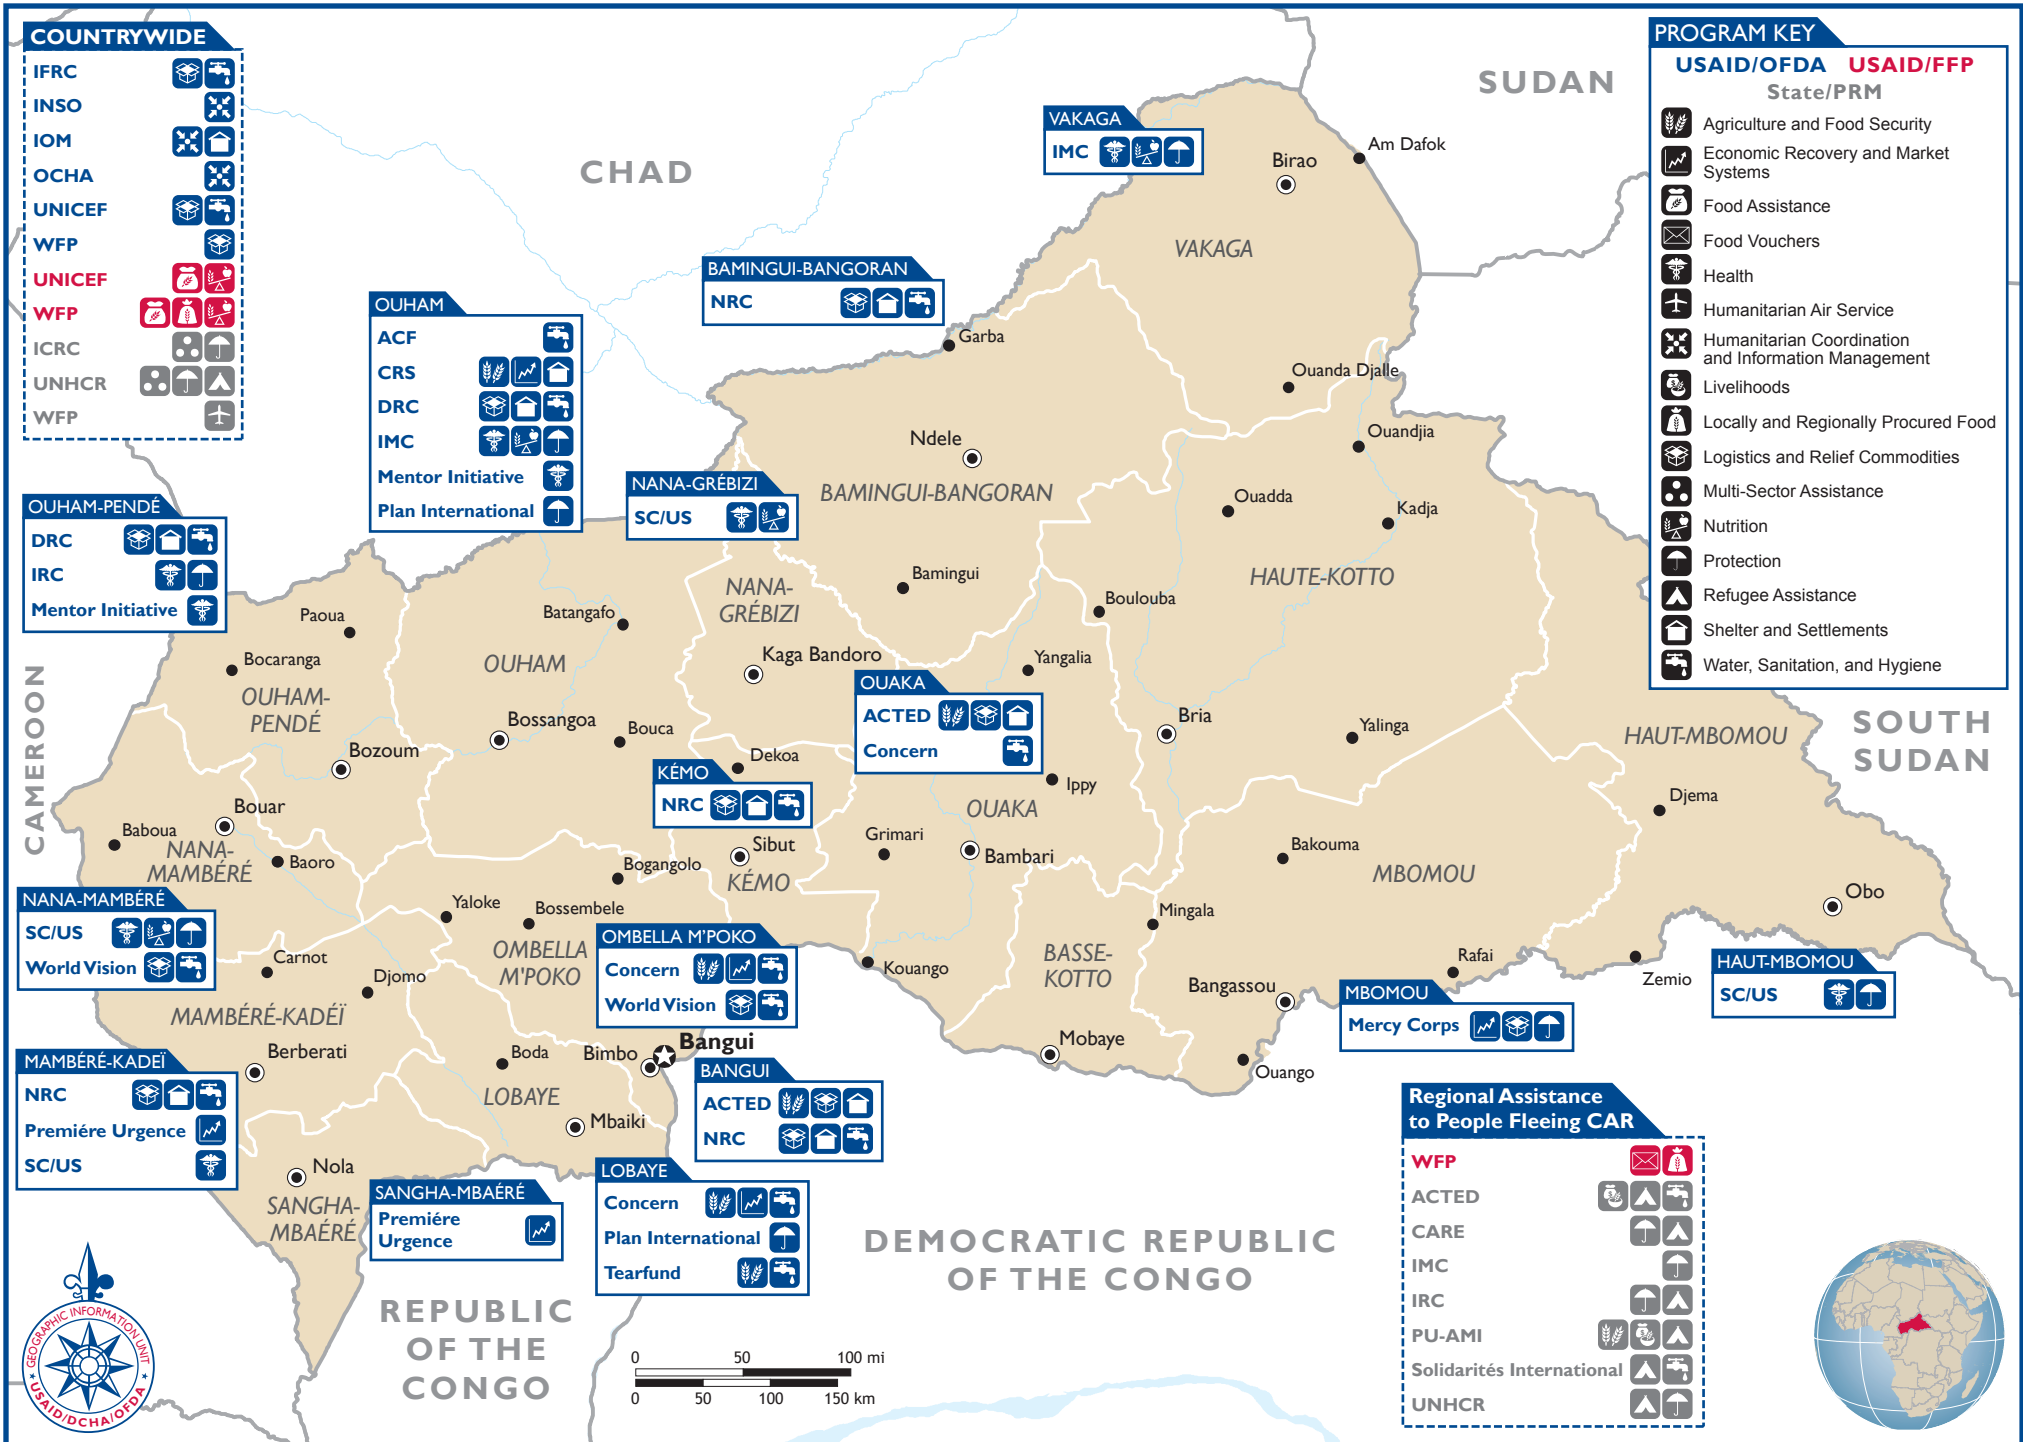 COUNTRYWIDE
IFRC
INSO
IOM
OCHA
UNICEF
WFP
UNICEF
WFP
ICRC
UNHCR
WFP
PROGRAM KEY
USAID/OFDA USAID/FFP
State/PRM
Agriculture and Food Security
Economic Recovery and Market
Systems
Food Assistance
Food Vouchers
Health
Humanitarian Air Service
Humanitarian Coordination
and Information Management
Livelihoods
Locally and Regionally Procured Food
Logistics and Relief Commodities
Multi-Sector Assistance
Nutrition
Protection
Refugee Assistance
Shelter and Settlements
Water, Sanitation, and Hygiene
SUDAN
CHAD
CAMEROON
SOUTH
SUDAN
DEMOCRATIC REPUBLIC
OF THE CONGO
REPUBLIC
OF THE
CONGO
VAKAGA
IMC
BAMINGUI-BANGORAN
NRC
OUHAM
ACF
CRS
DRC
IMC
Mentor Initiative
Plan International
NANA-GRÉBIZI
SC/US
OUHAM-PENDÉ
DRC
IRC
Mentor Initiative
OUAKA
ACTED
Concern
KÉMO
NRC
NANA-MAMBÉRÉ
SC/US
World Vision
OMBELLA M'POKO
Concern
World Vision
HAUT-MBOMOU
SC/US
MBOMOU
Mercy Corps
MAMBÉRÉ-KADEÏ
NRC
Premiére Urgence
SC/US
BANGUI
ACTED
NRC
SANGHA-MBAÉRÉ
Premiére
Urgence
LOBAYE
Concern
Plan International
Tearfund
Regional Assistance
to People Fleeing CAR
WFP
ACTED
CARE
IMC
IRC
PU-AMI
Solidarités International
UNHCR
Birao
Am Dafok
VAKAGA
Garba
Ouanda Djalle
Ouandjia
Ndele
BAMINGUI-BANGORAN
Ouadda
Kadja
Bamingui
HAUTE-KOTTO
NANA-
GRÉBIZI
Boulouba
Batangafo
Paoua
Bocaranga
OUHAM
OUHAM-
PENDÉ
Kaga Bandoro
Yangalia
Bossangoa
Bouca
Bria
Yalinga
HAUT-MBOMOU
Bozoum
Dekoa
Ippy
Djema
OUAKA
Bouar
Baboua
NANA-
MAMBÉRÉ
Baoro
Grimari
Sibut
Bambari
Bakouma
MBOMOU
Bogangolo
KÉMO
Obo
Yaloke
Bossembele
Mingala
OMBELLA
M'POKO
BASSE-
KOTTO
Carnot
Djomo
Kouango
Rafai
Zemio
Bangassou
MAMBÉRÉ-KADÉÏ
Berberati
Boda
Bimbo
Bangui
Mobaye
Ouango
LOBAYE
Mbaiki
Nola
SANGHA-
MBAÉRÉ
0 50 100 mi
0 50 100 150 km
GEOGRAPHIC INFORMATION UNIT
USAID/DCHA/OFDA